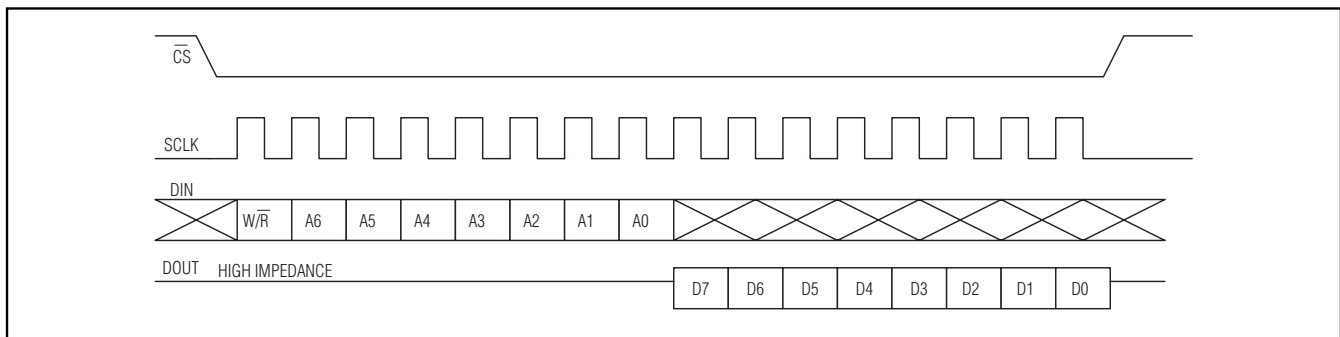 C̅S̅
SCLK
DIN
W/R̅ A6 A5 A4 A3 A2 A1 A0
DOUT HIGH IMPEDANCE
D7 D6 D5 D4 D3 D2 D1 D0